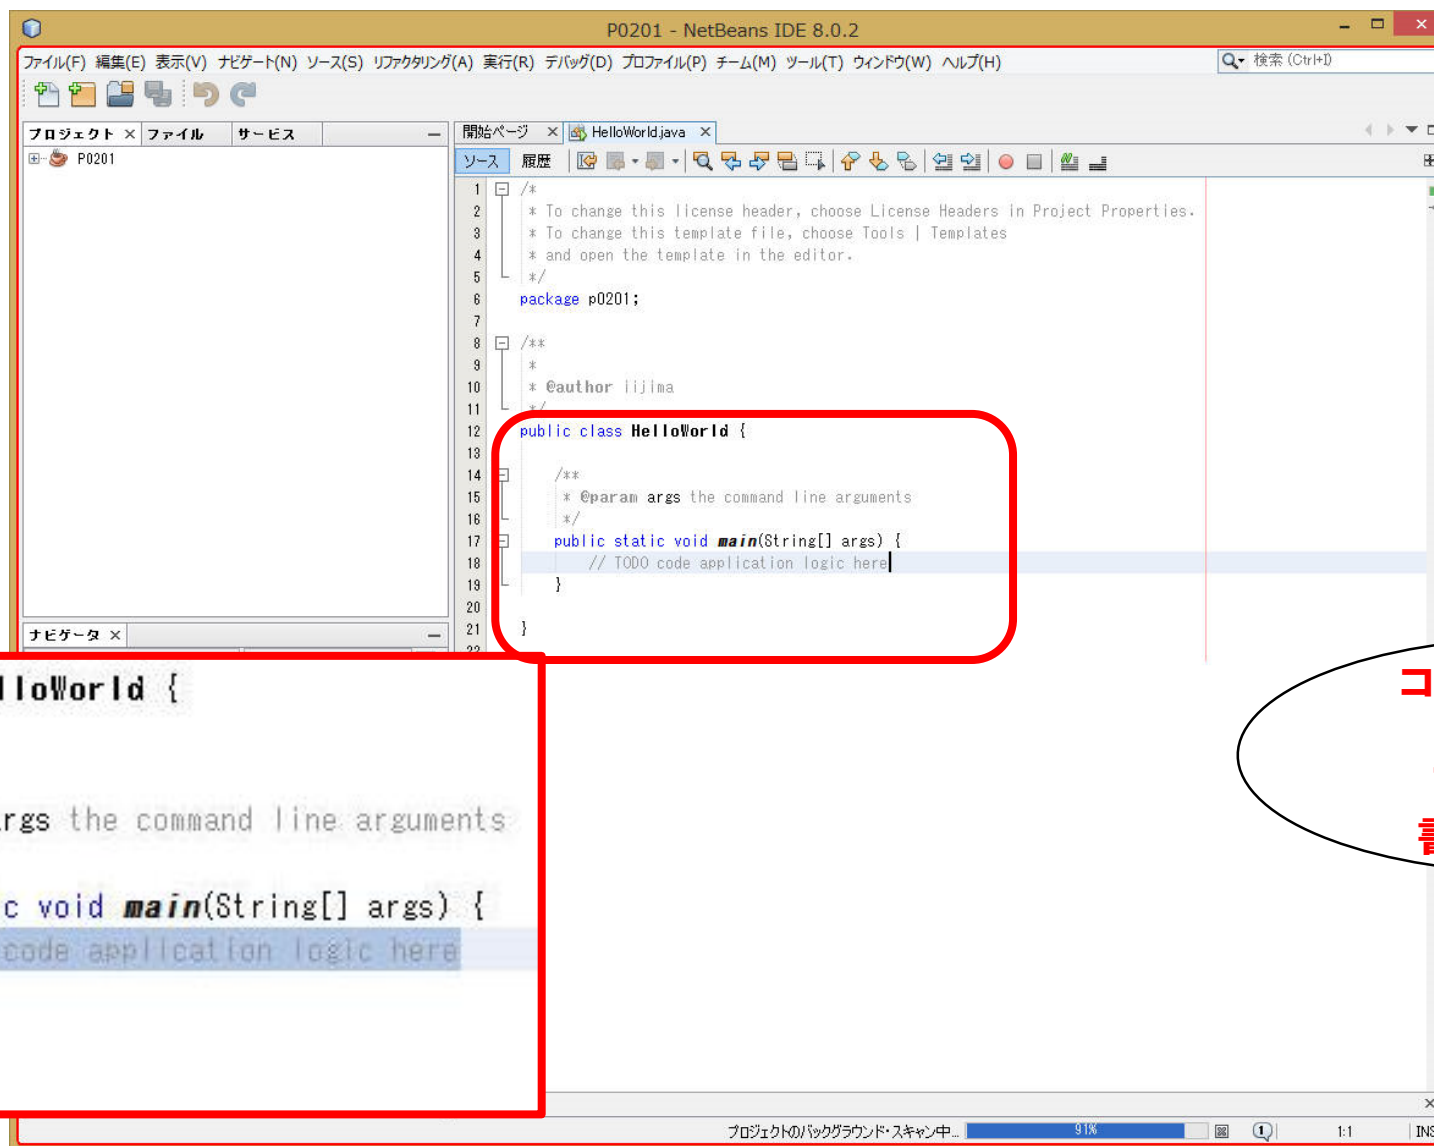 P0201 - NetBeans IDE 8.0.2
ファイル(F) 編集(E) 表示(V) ナビゲート(N) ソース(S) リファクタリング(A) 実行(R) デバッグ(D) プロファイル(P) チーム(M) ツール(T) ウィンドウ(W) ヘルプ(H)
検索 (Ctrl+I)
プロジェクト ファイル サービス
P0201
開始ページ HelloWorld.java
ソース 履歴
1 /*
2 * To change this license header, choose License Headers in Project Properties.
3 * To change this template file, choose Tools | Templates
4 * and open the template in the editor.
5 */
6 package p0201;
7
8 /**
9 *
10 * @author iijima
11 */
12 public class HelloWorld {
13
14 /**
15 * @param args the command line arguments
16 */
17 public static void main(String[] args) {
18 // TODO code application logic here
19 }
20
21 }
22
ナビゲータ
lloWorld {
rgs the command line arguments
c void main(String[] args) {
code application logic here
コ
書
プロジェクトのバックグラウンド・スキャン中... 91% 1 1:1 INS